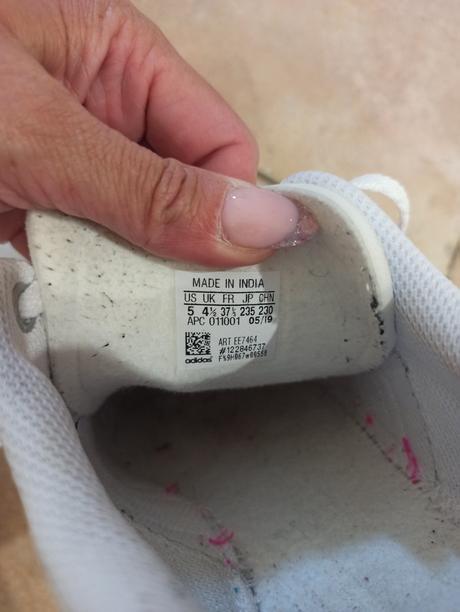 MADE IN INDIA
US UK FR JP CHN
5 4½ 37⅓ 235 230
APC 011001 05/19
ART EE7464
#122846737
adidas